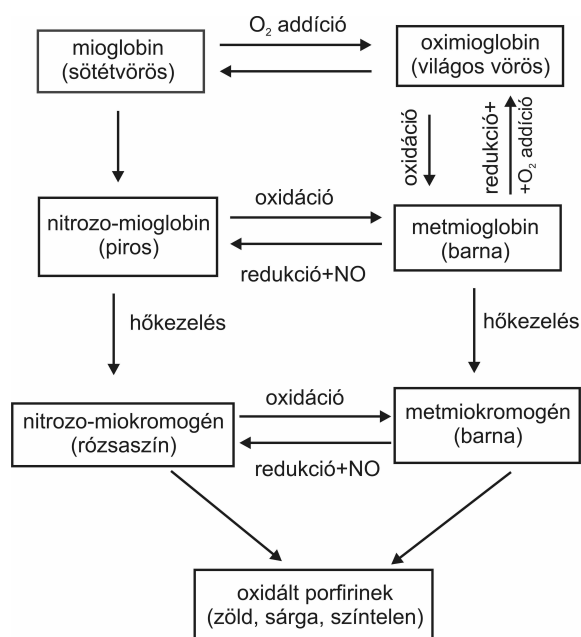 mioglobin
(sötétvörös)
O₂ addíció
oximioglobin
(világos vörös)
oxidáció
redukció+
+O₂ addíció
nitrozo-mioglobin
(piros)
oxidáció
redukció+NO
metmioglobin
(barna)
hőkezelés
hőkezelés
nitrozo-miokromogén
(rózsaszín)
oxidáció
redukció+NO
metmiokromogén
(barna)
oxidált porfirinek
(zöld, sárga, színtelen)